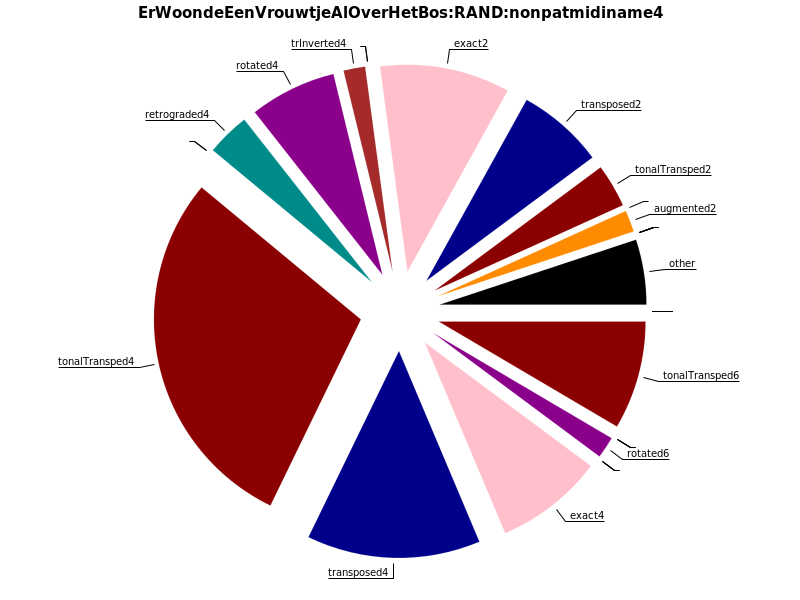 ErWoondeEenVrouwtjeAlOverHetBos:RAND:nonpatmidiname4
trInverted4
exact2
rotated4
transposed2
retrograded4
tonalTransped2
augmented2
other
tonalTransped4
tonalTransped6
rotated6
exact4
transposed4